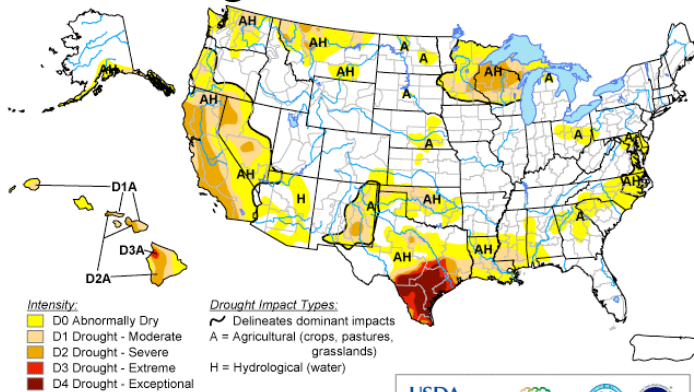 AH
AH
AH
A
A
A
AH
A
AH
AH
H
A
AH
A
A
A
AH
A
AH
AH
D1A
D3A
D2A
Intensity:
D0 Abnormally Dry
D1 Drought - Moderate
D2 Drought - Severe
D3 Drought - Extreme
D4 Drought - Exceptional
Drought Impact Types:
Delineates dominant impacts
A = Agricultural (crops, pastures,
grasslands)
H = Hydrological (water)
USDA